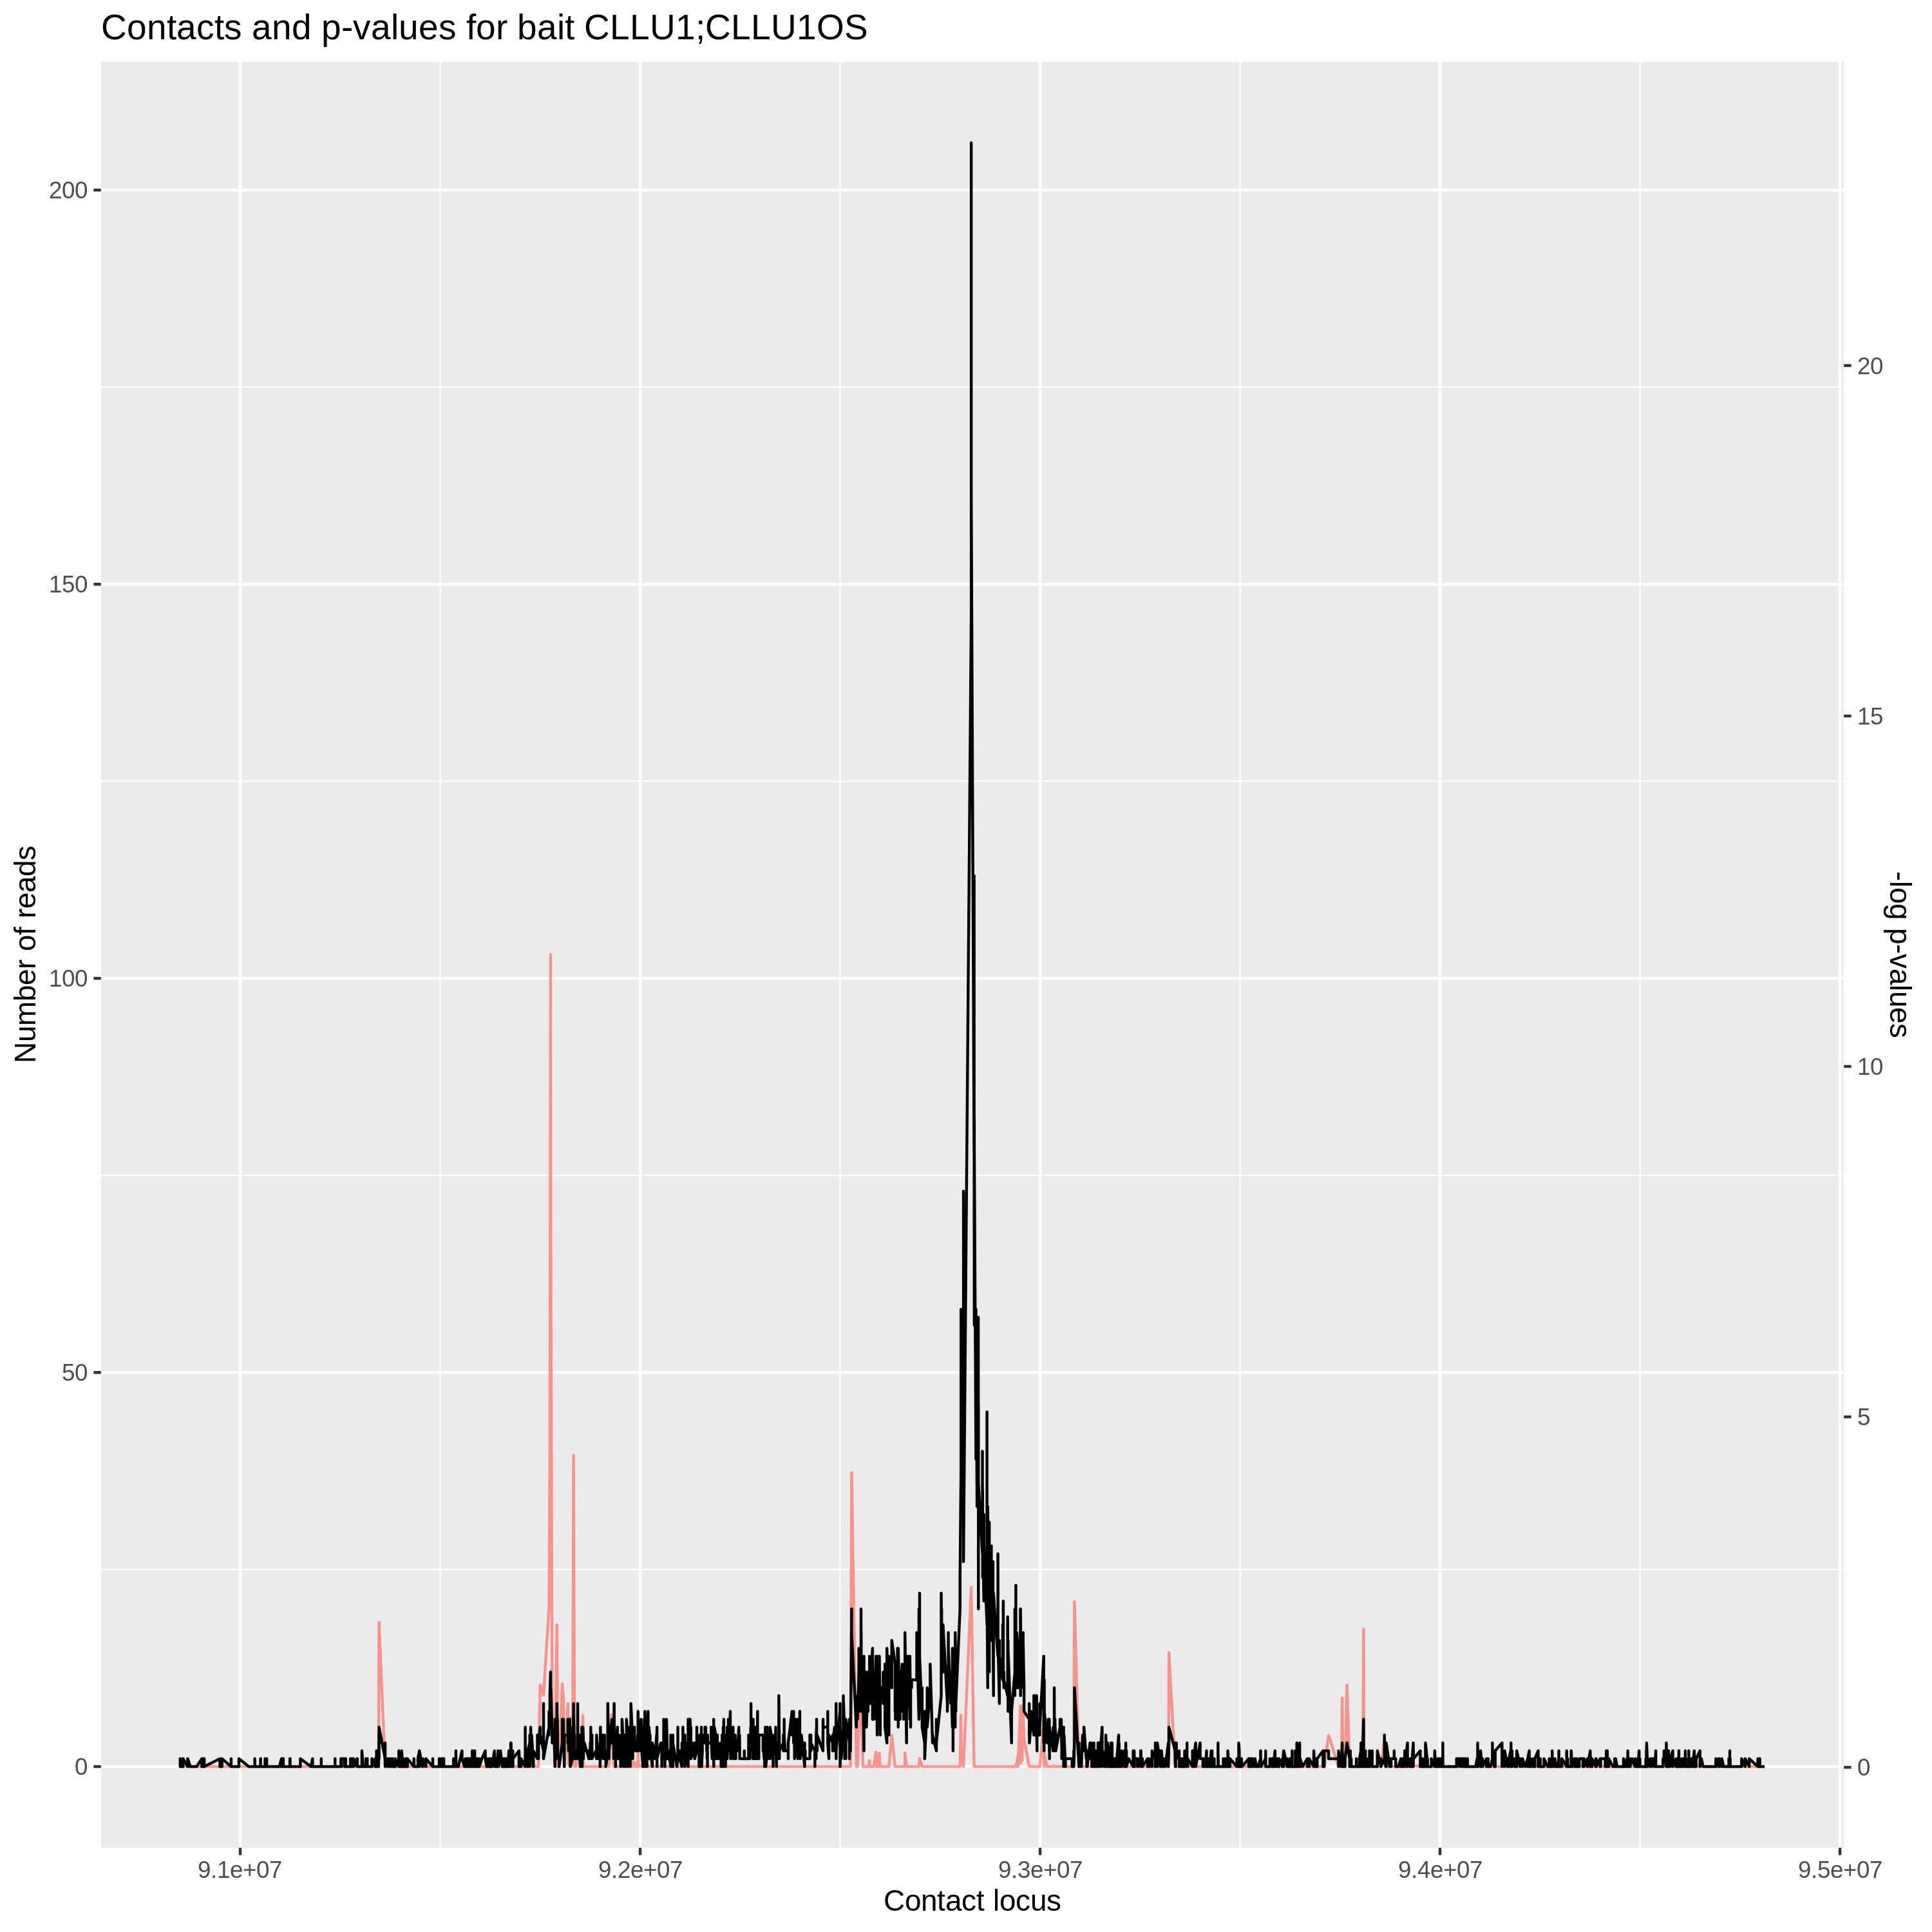 Contacts and p-values for bait CLLU1;CLLU1OS
Number of reads
200
150
100
50
0
20
15
10
5
0
-log p-values
9.1e+07 9.2e+07 9.3e+07 9.4e+07 9.5e+07
Contact locus